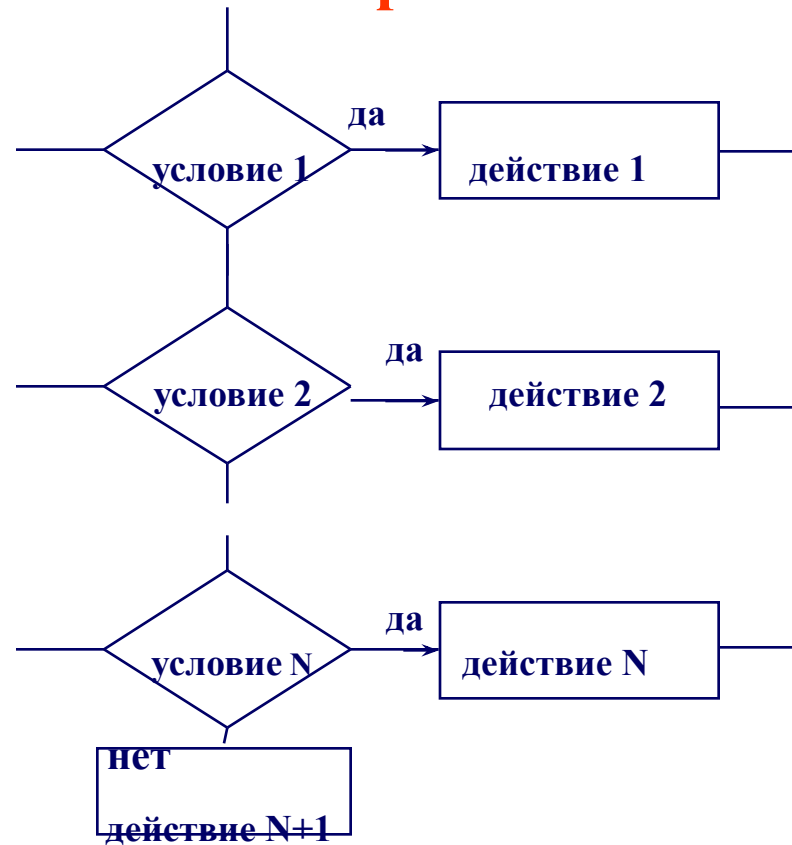 да
условие 1
действие 1
да
условие 2
действие 2
да
условие N
действие N
нет
действие N+1